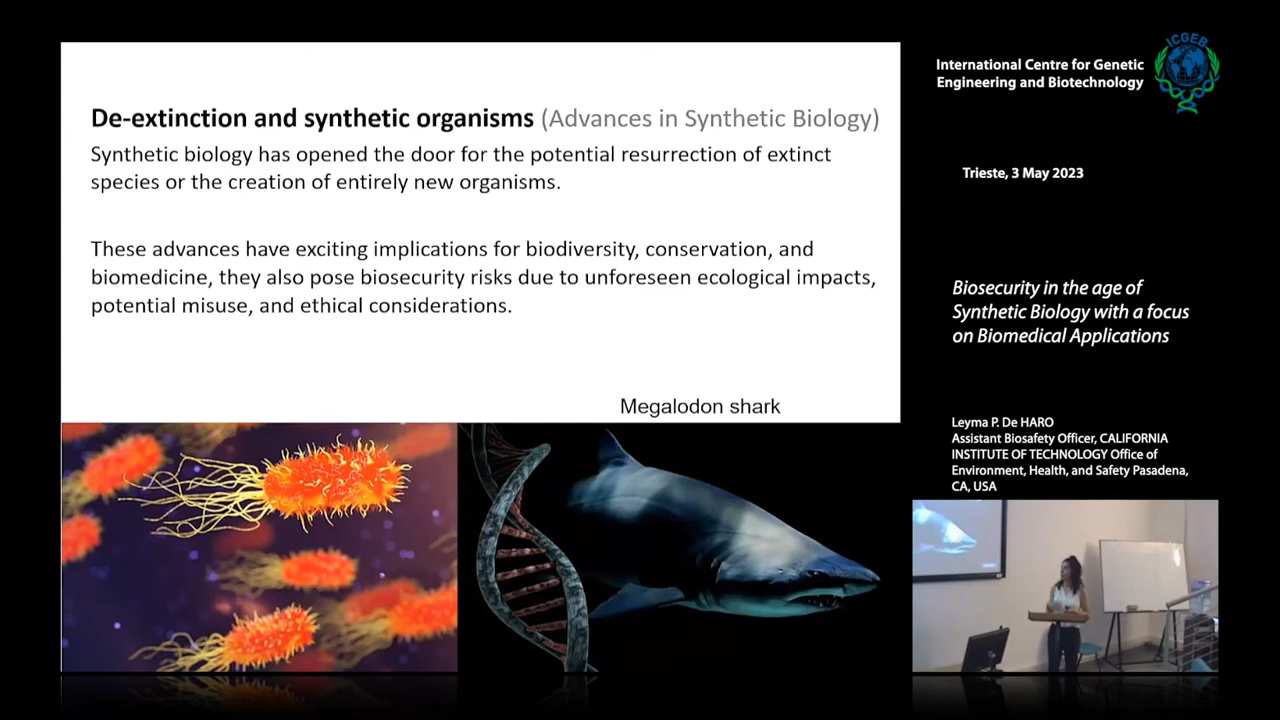 De-extinction and synthetic organisms (Advances in Synthetic Biology)
Synthetic biology has opened the door for the potential resurrection of extinct
species or the creation of entirely new organisms.
These advances have exciting implications for biodiversity, conservation, and
biomedicine, they also pose biosecurity risks due to unforeseen ecological impacts,
potential misuse, and ethical considerations.
Megalodon shark
International Centre for Genetic
Engineering and Biotechnology
ICGEB
Trieste, 3 May 2023
Biosecurity in the age of
Synthetic Biology with a focus
on Biomedical Applications
Leyma P. De HARO
Assistant Biosafety Officer, CALIFORNIA
INSTITUTE OF TECHNOLOGY Office of
Environment, Health, and Safety Pasadena,
CA, USA